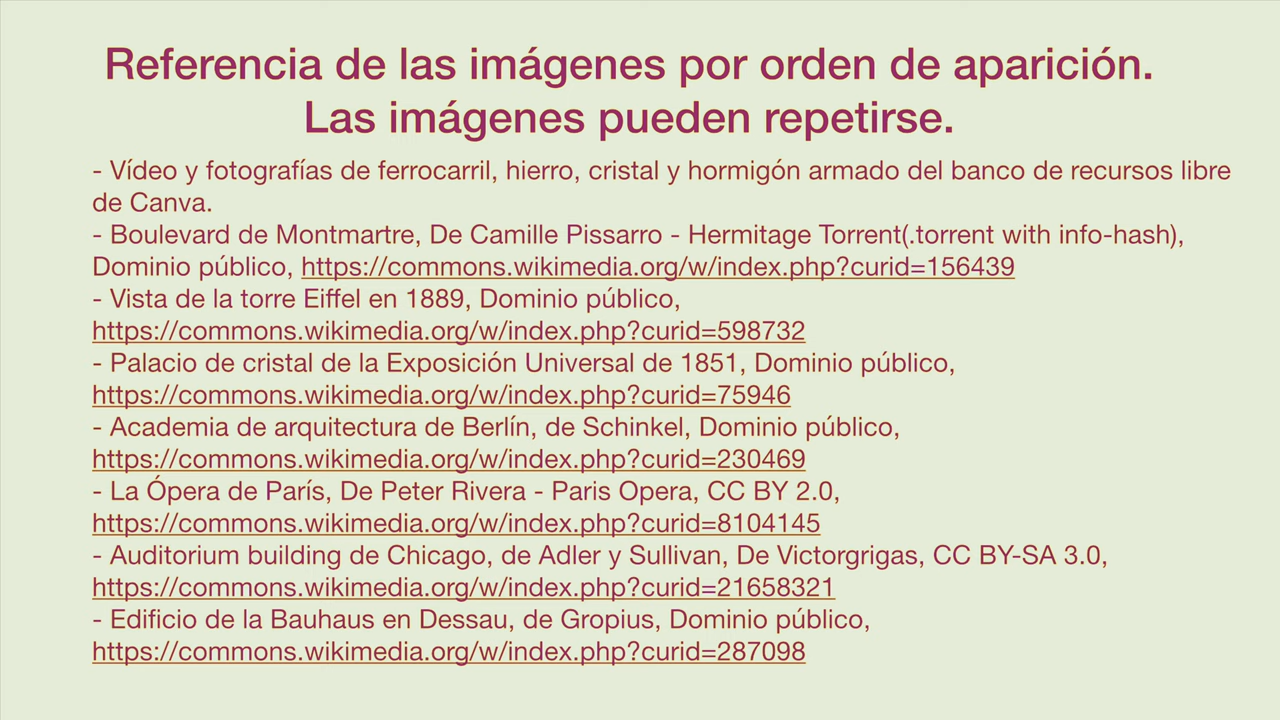 Referencia de las imágenes por orden de aparición.
Las imágenes pueden repetirse.
- Vídeo y fotografías de ferrocarril, hierro, cristal y hormigón armado del banco de recursos libre
de Canva.
- Boulevard de Montmartre, De Camille Pissarro - Hermitage Torrent(.torrent with info-hash),
Dominio público, https://commons.wikimedia.org/w/index.php?curid=156439
- Vista de la torre Eiffel en 1889, Dominio público,
https://commons.wikimedia.org/w/index.php?curid=598732
- Palacio de cristal de la Exposición Universal de 1851, Dominio público,
https://commons.wikimedia.org/w/index.php?curid=75946
- Academia de arquitectura de Berlín, de Schinkel, Dominio público,
https://commons.wikimedia.org/w/index.php?curid=230469
- La Ópera de París, De Peter Rivera - Paris Opera, CC BY 2.0,
https://commons.wikimedia.org/w/index.php?curid=8104145
- Auditorium building de Chicago, de Adler y Sullivan, De Victorgrigas, CC BY-SA 3.0,
https://commons.wikimedia.org/w/index.php?curid=21658321
- Edificio de la Bauhaus en Dessau, de Gropius, Dominio público,
https://commons.wikimedia.org/w/index.php?curid=287098